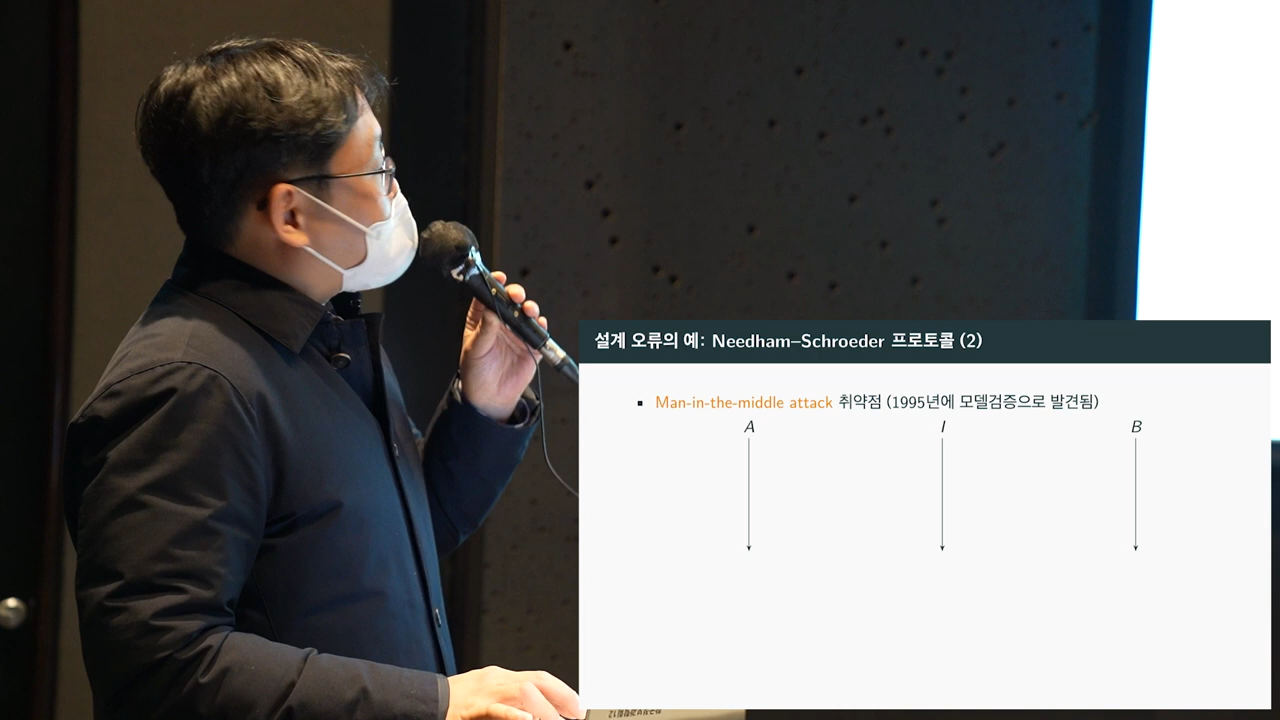 설계 오류의 예: Needham–Schroeder 프로토콜 (2)
▪ Man-in-the-middle attack 취약점 (1995년에 모델검증으로 발견됨)
A I B